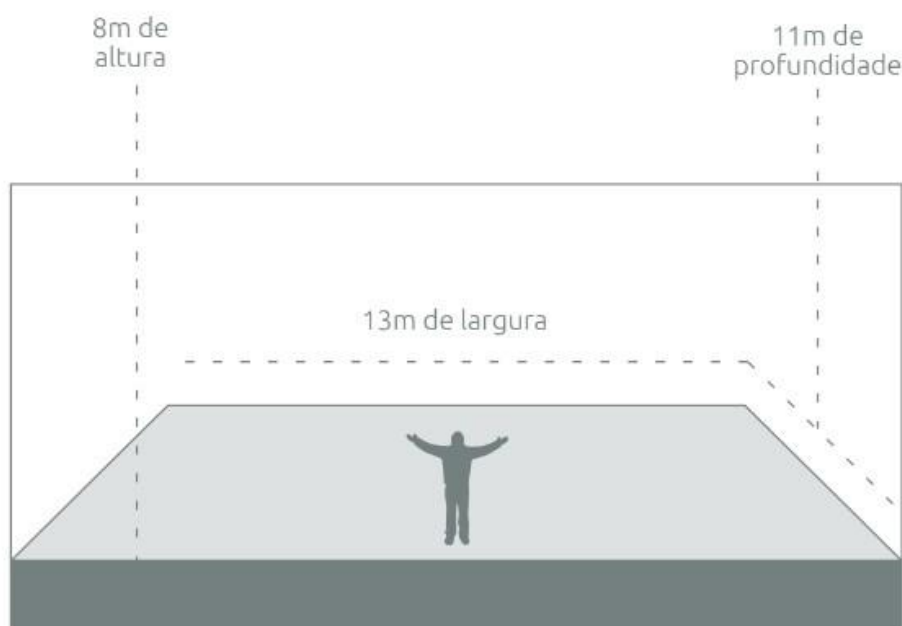 8m de
altura
11m de
profundidade
13m de largura